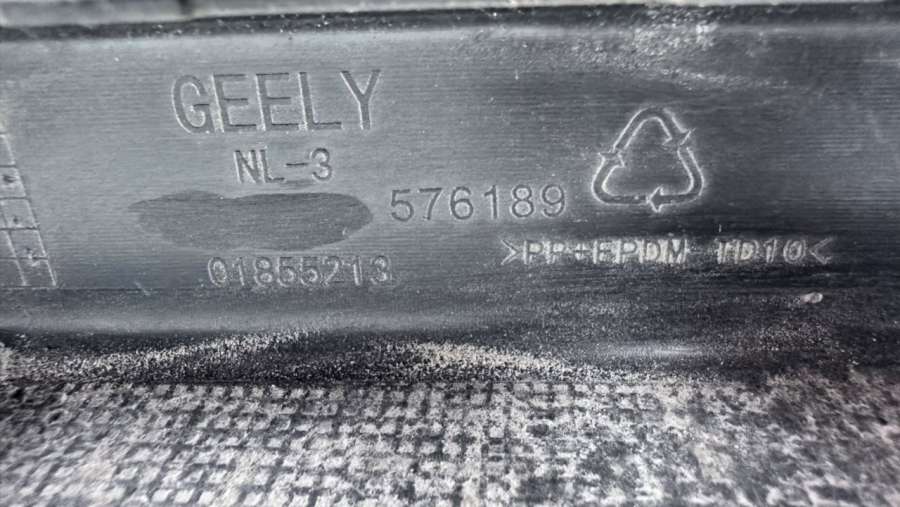 GEELY
NL-3
576189
01855213
>PP+EPDM-TD10<